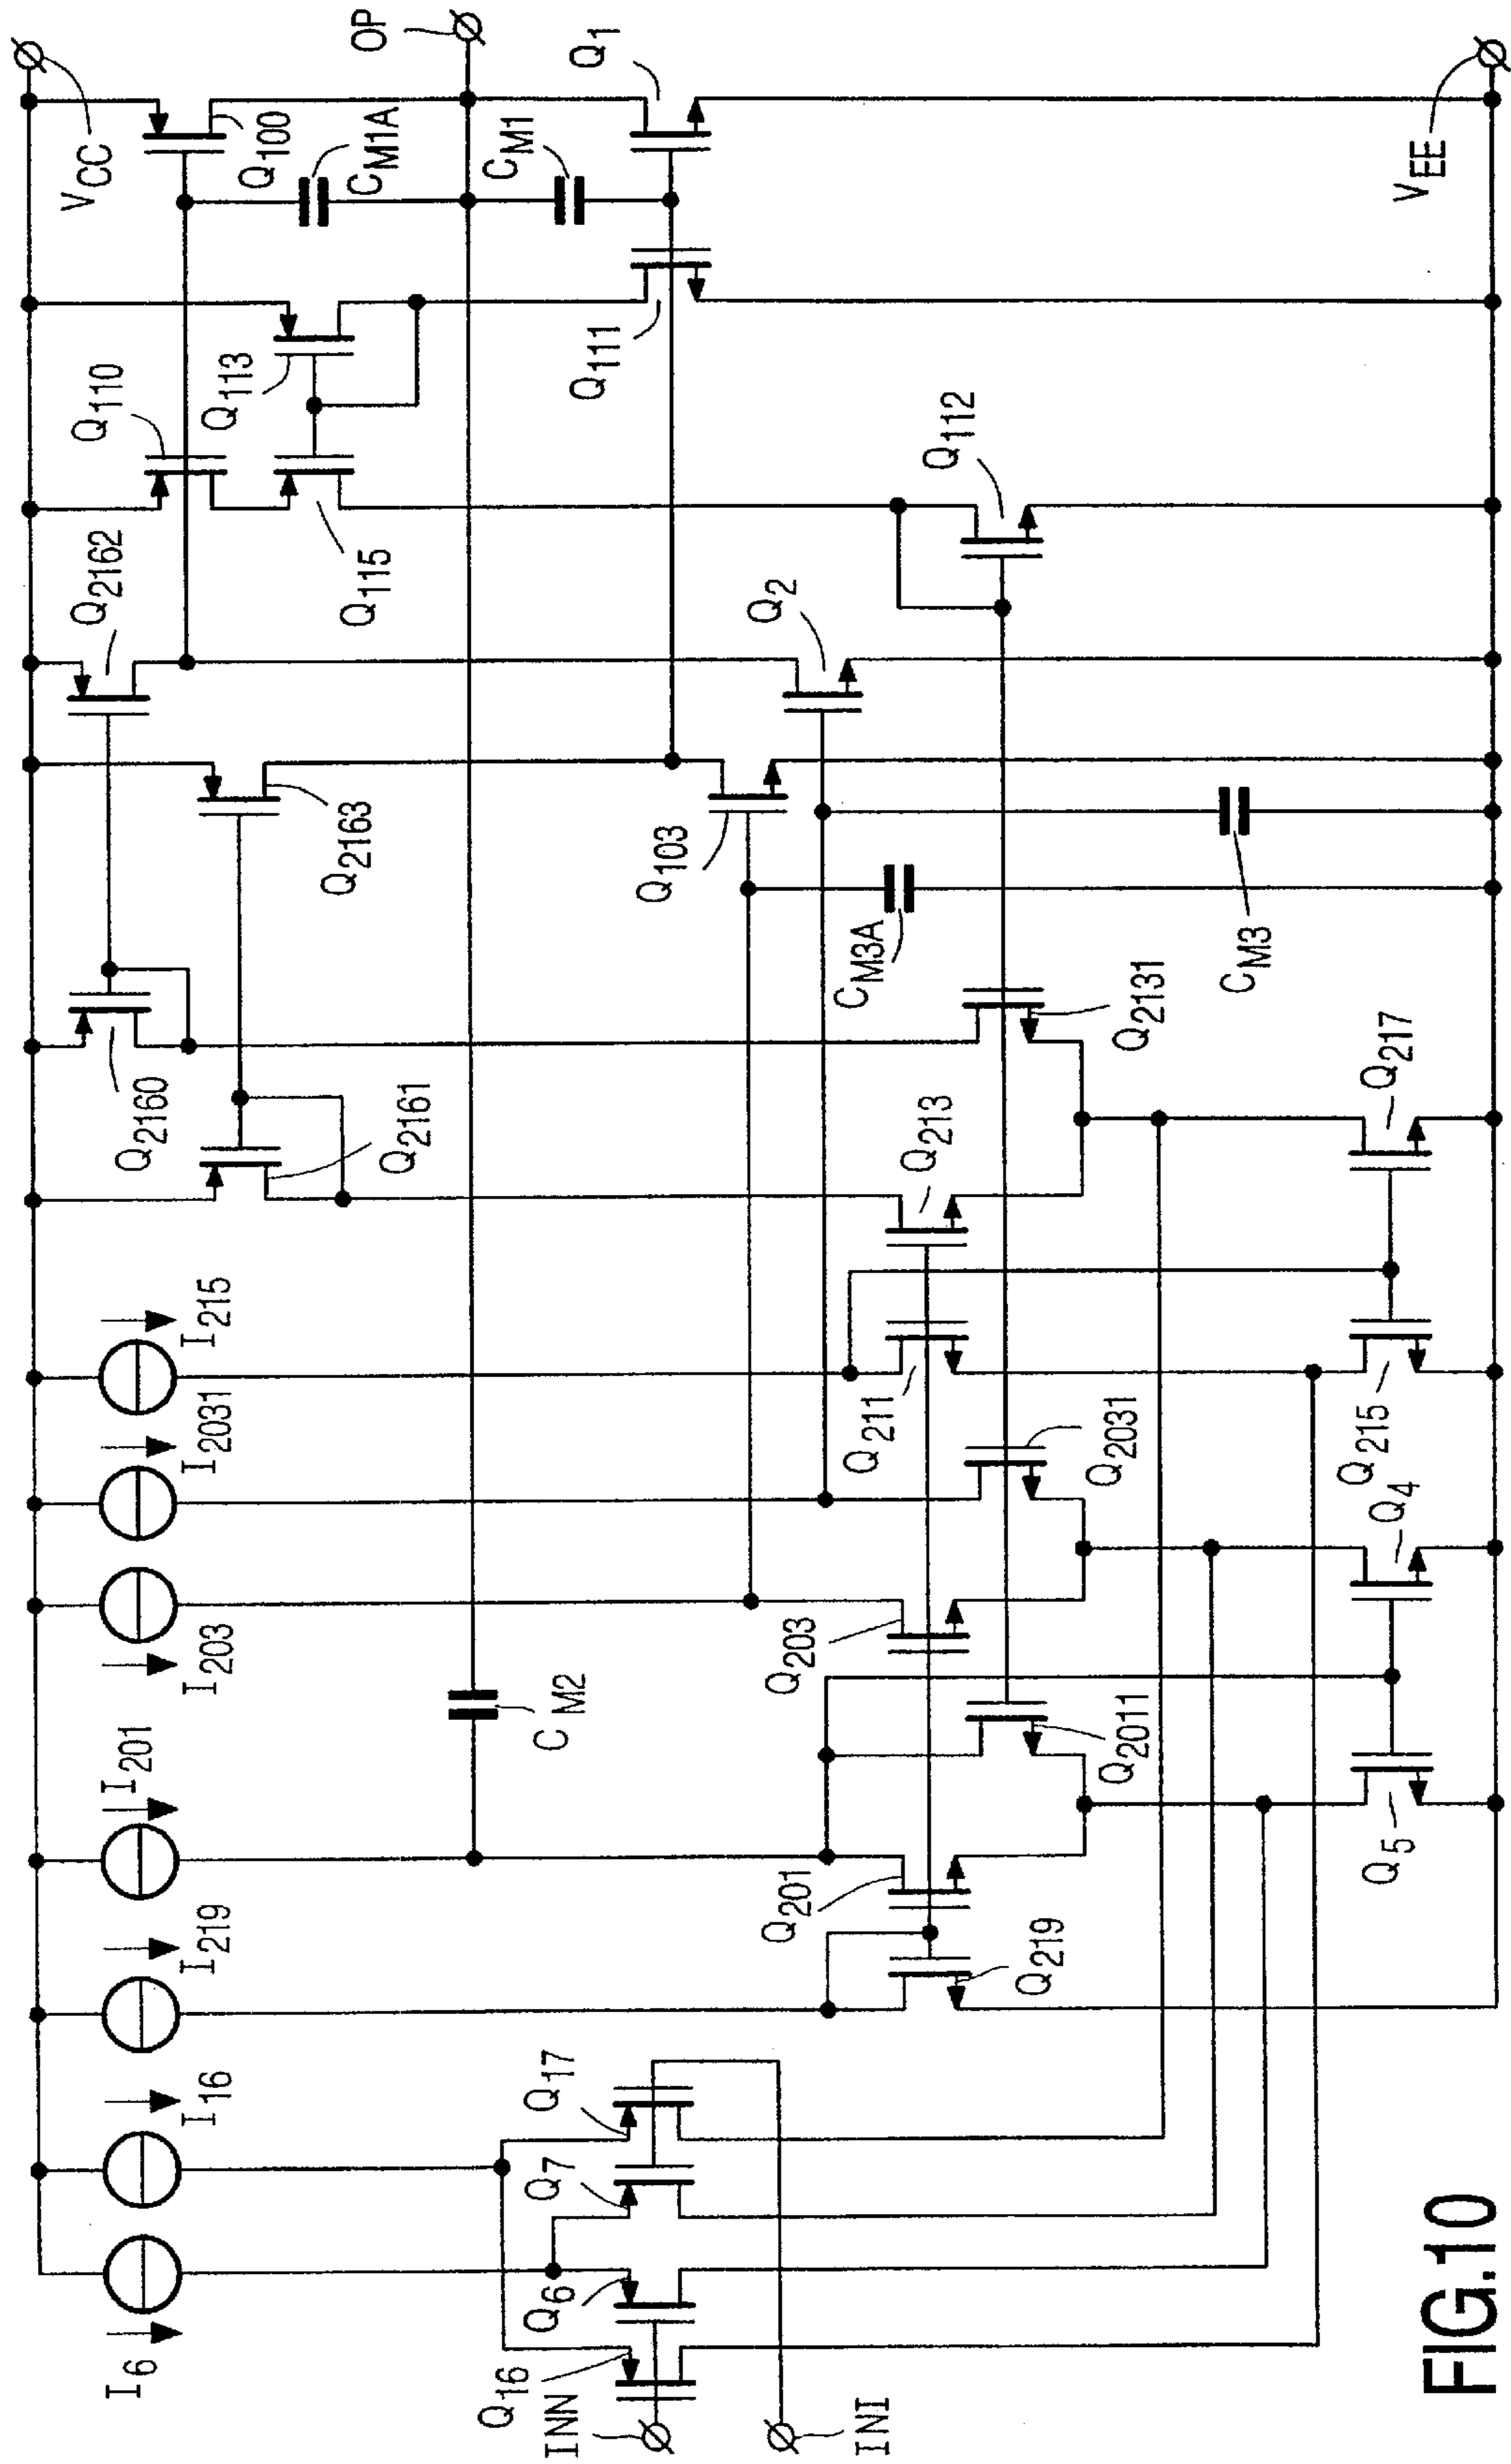 I6
I16
I219
I201
I203
I2031
I215
Q2160
Q2161
Q2162
Q2163
Q110
Q113
Q115
VCC
Q100
CM1A
OP
CM1
Q1
Q111
Q112
Q2
Q103
CM3A
CM3
Q2131
Q213
Q211
Q2031
Q203
CM2
Q2011
Q201
Q219
Q17
Q7
Q6
Q16
INN
INI
Q5
Q4
Q215
Q217
VEE
FIG.10